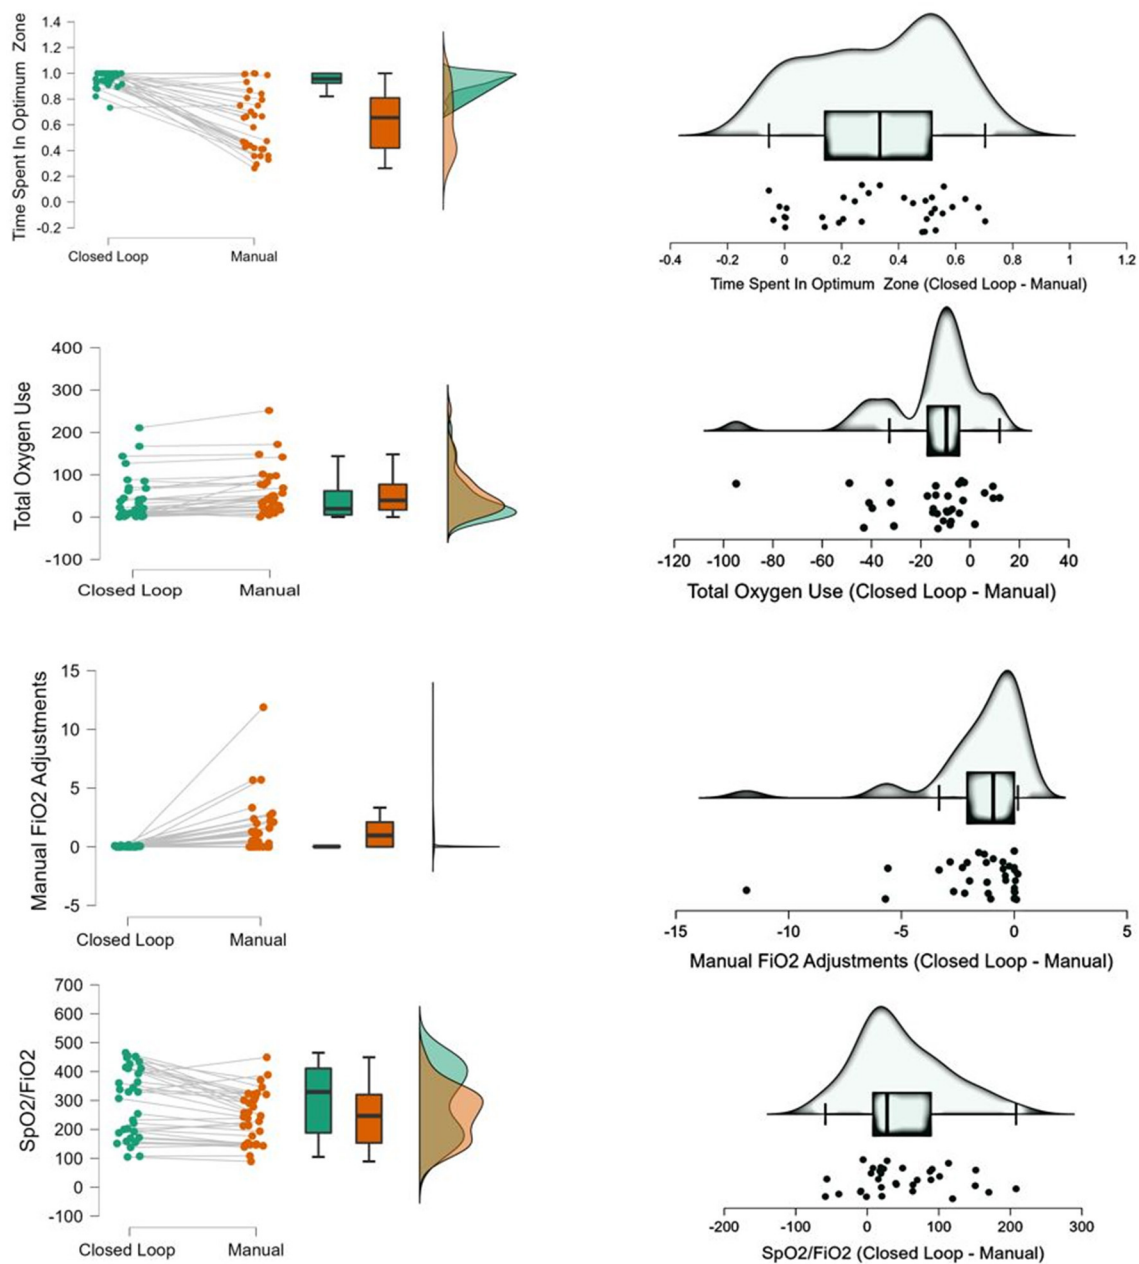 Time Spent In Optimum  Zone
1.4
1.2
1.0
0.8
0.6
0.4
0.2
0.0
-0.2
Closed Loop
Manual
-0.4 -0.2 0 0.2 0.4 0.6 0.8 1 1.2
Time Spent In Optimum  Zone (Closed Loop - Manual)
Total Oxygen Use
400
300
200
100
0
-100
Closed Loop
Manual
-120 -100 -80 -60 -40 -20 0 20 40
Total Oxygen Use (Closed Loop - Manual)
Manual FiO2 Adjustments
15
10
5
0
-5
Closed Loop
Manual
-15 -10 -5 0 5
Manual FiO2 Adjustments (Closed Loop - Manual)
SpO2/FiO2
700
600
500
400
300
200
100
0
-100
Closed Loop
Manual
-200 -100 0 100 200 300
SpO2/FiO2 (Closed Loop - Manual)